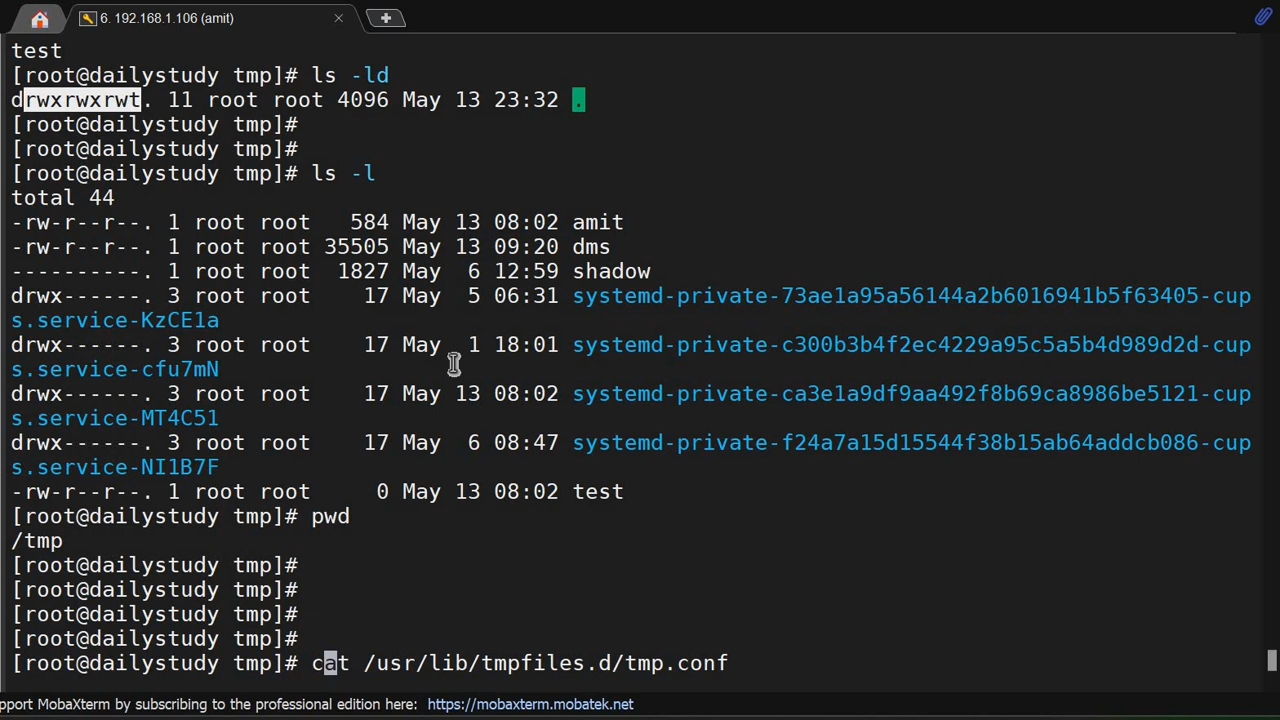 6. 192.168.1.106 (amit)
test
[root@dailystudy tmp]# ls -ld
drwxrwxrwt. 11 root root 4096 May 13 23:32 .
[root@dailystudy tmp]#
[root@dailystudy tmp]#
[root@dailystudy tmp]# ls -l
total 44
-rw-r--r--. 1 root root   584 May 13 08:02 amit
-rw-r--r--. 1 root root 35505 May 13 09:20 dms
----------. 1 root root  1827 May  6 12:59 shadow
drwx------. 3 root root    17 May  5 06:31 systemd-private-73ae1a95a56144a2b6016941b5f63405-cup
s.service-KzCE1a
drwx------. 3 root root    17 May  1 18:01 systemd-private-c300b3b4f2ec4229a95c5a5b4d989d2d-cup
s.service-cfu7mN
drwx------. 3 root root    17 May 13 08:02 systemd-private-ca3e1a9df9aa492f8b69ca8986be5121-cup
s.service-MT4C51
drwx------. 3 root root    17 May  6 08:47 systemd-private-f24a7a15d15544f38b15ab64addcb086-cup
s.service-NI1B7F
-rw-r--r--. 1 root root     0 May 13 08:02 test
[root@dailystudy tmp]# pwd
/tmp
[root@dailystudy tmp]#
[root@dailystudy tmp]#
[root@dailystudy tmp]#
[root@dailystudy tmp]#
[root@dailystudy tmp]# cat /usr/lib/tmpfiles.d/tmp.conf
pport MobaXterm by subscribing to the professional edition here: https://mobaxterm.mobatek.net